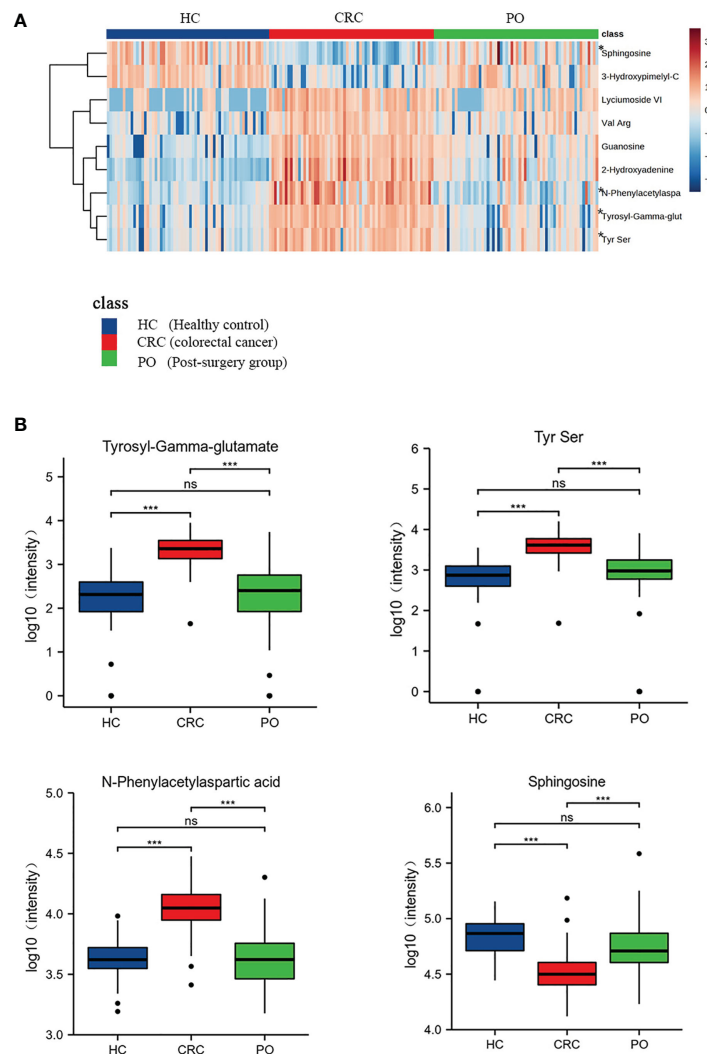 A
HC CRC PO
class
*Sphingosine
3-Hydroxypimelyl-C
Lyciumoside VI
Val Arg
Guanosine
2-Hydroxyadenine
*N-Phenylacetylaspa
*Tyrosyl-Gamma-glut
*Tyr Ser
3
2
class
HC (Healthy control)
CRC (colorectal cancer)
PO (Post-surgery group)
B
Tyrosyl-Gamma-glutamate
***
ns
***
log10（intensity）
5
4
3
2
1
0
HC CRC PO
Tyr Ser
***
ns
***
log10（intensity）
6
5
4
3
2
1
0
HC CRC PO
N-Phenylacetylaspartic acid
***
ns
***
log10（intensity）
5.0
4.5
4.0
3.5
3.0
HC CRC PO
Sphingosine
***
ns
***
log10（intensity）
6.0
5.5
5.0
4.5
4.0
HC CRC PO